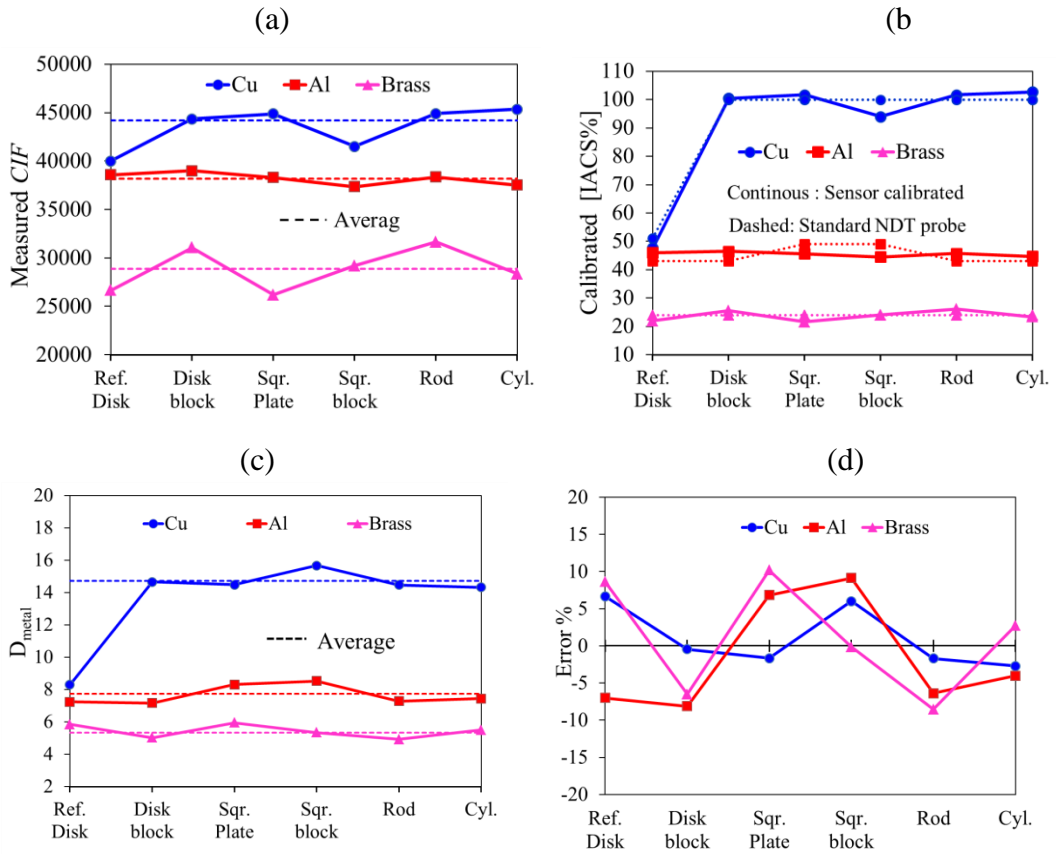 (a)
50000
45000
40000
35000
30000
25000
20000
Measured CIF
Cu Al Brass
Averag
Ref. Disk Sqr. Sqr. Rod Cyl.
Disk block Plate block
(b)
110
100
90
80
70
60
50
40
30
20
10
Calibrated [IACS%]
Cu Al Brass
Continous : Sensor calibrated
Dashed: Standard NDT probe
Ref. Disk Sqr. Sqr. Rod Cyl.
Disk block Plate block
(c)
20
18
16
14
12
10
8
6
4
2
D metal
Cu Al Brass
Average
Ref. Disk Sqr. Sqr. Rod Cyl.
Disk block Plate block
(d)
20
15
10
5
0
-5
-10
-15
-20
Error %
Cu Al Brass
Ref. Disk Sqr. Sqr. Rod Cyl.
Disk block Plate block